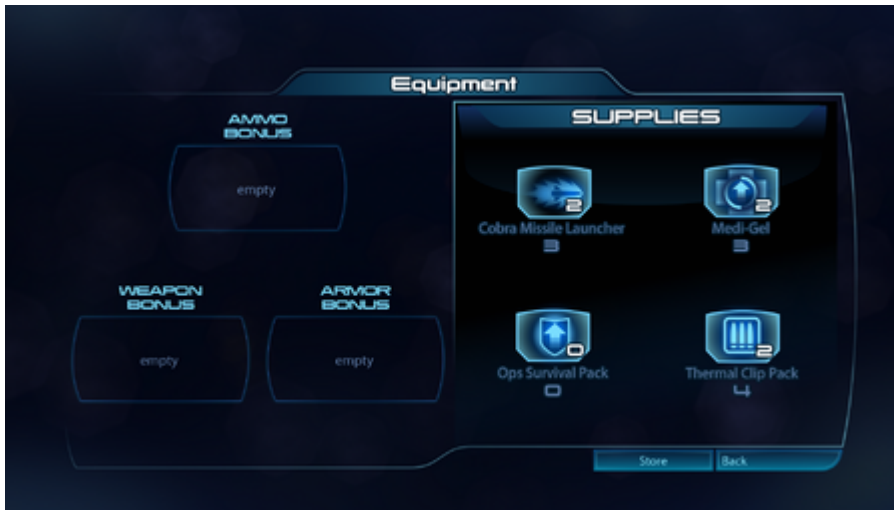 Equipment
AMMO
BONUS
empty
WEAPON
BONUS
empty
ARMOR
BONUS
empty
SUPPLIES
2
Cobra Missile Launcher
3
2
Medi-Gel
3
0
Ops Survival Pack
0
2
Thermal Clip Pack
4
Store
Back